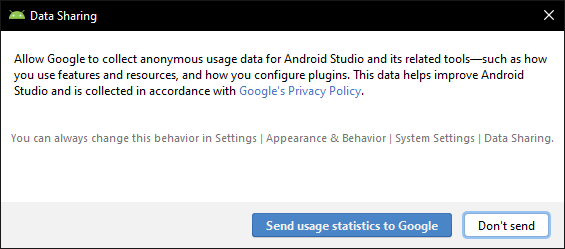 Data Sharing
Allow Google to collect anonymous usage data for Android Studio and its related tools—such as how
you use features and resources, and how you configure plugins. This data helps improve Android
Studio and is collected in accordance with Google's Privacy Policy.
You can always change this behavior in Settings | Appearance & Behavior | System Settings | Data Sharing.
Send usage statistics to Google
Don't send